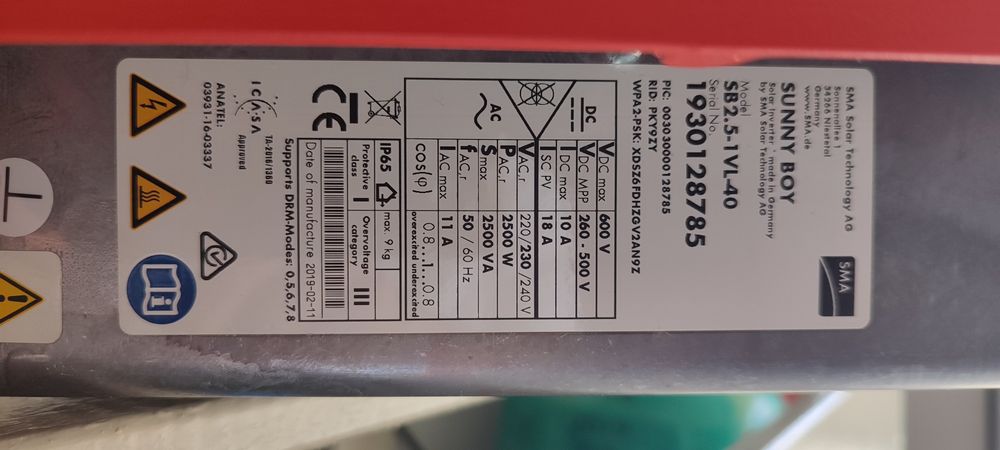 SMA Solar Technology AG
Sonnenallee 1
34266 Niestetal
Germany
www.SMA.de
SMA
SUNNY BOY
Solar Inverter - made in Germany
by SMA Solar Technology AG
Model
SB2.5-1VL-40
Serial No.
1930128785
PIC: 003030000128785
RID: PKY9ZY
WPA2-PSK: XDSZ6FDHZGV2AN9Z
DC
VDC max 600 V
VDC MPP 260 - 500 V
IDC max 10 A
ISC PV 18 A
AC
VAC,r 220/230/240 V
PAC,r 2500 W
Smax 2500 VA
fAC,r 50 / 60 Hz
IAC max 11 A
cos(φ) 0.8...1...0.8
overexcited underexcited
IP65 max. 9 kg
Protective class I Overvoltage category III
CE
Date of manufacture 2019-02-11
Supports DRM-Modes: 0,5,6,7,8
ICASA
TA-2016/1360
Approved
ANATEL:
03931-16-03337